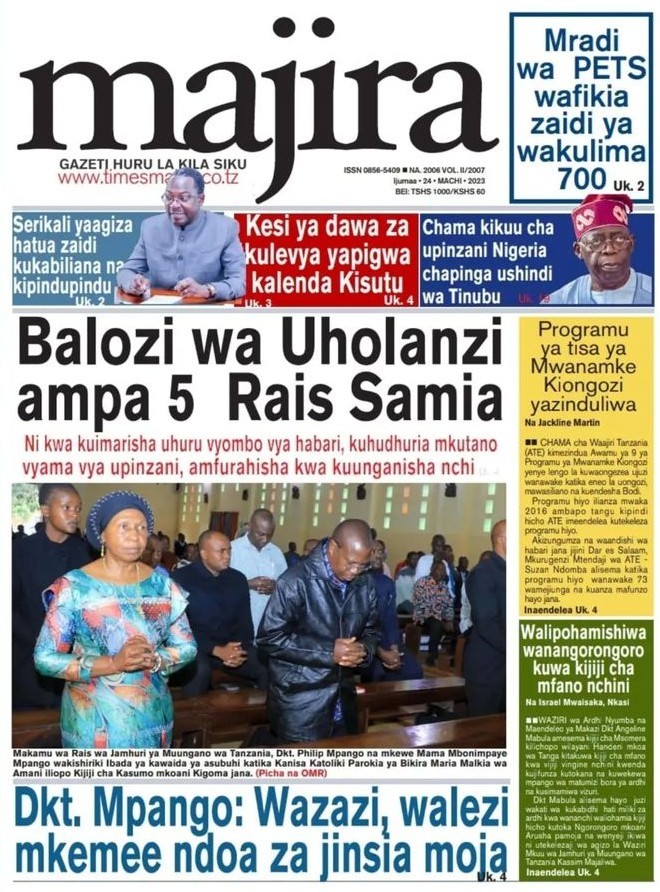 majira
GAZETI HURU LA KILA SIKU
ISSN 0856-5409 ■ NA. 2006 VOL. II/2007
Ijumaa • 24 • MACHI • 2023
BEI: TSHS 1000/KSHS 60
Mradi
wa PETS
wafikia
zaidi ya
wakulima
700 Uk. 2
Serikali yaagiza
hatua zaidi
kukabiliana na
kipindupindu
Uk. 2
Kesi ya dawa za
kulevya yapigwa
kalenda Kisutu
Uk. 3
Uk. 4
Chama kikuu cha
upinzani Nigeria
chapinga ushindi
wa Tinubu
Balozi wa Uholanzi
ampa 5 Rais Samia
Ni kwa kuimarisha uhuru vyombo vya habari, kuhudhuria mkutano
vyama vya upinzani, amfurahisha kwa kuunganisha nchi
Makamu wa Rais wa Jamhuri ya Muungano wa Tanzania, Dkt. Philip Mpango na mkewe Mama Mbonimpaye
Mpango wakishiriki Ibada ya kawaida ya asubuhi katika Kanisa Katoliki Parokia ya Bikira Maria Malkia wa
Amani iliopo Kijiji cha Kasumo mkoani Kigoma jana. (Picha na OMR)
Dkt. Mpango: Wazazi, walezi
mkemee ndoa za jinsia moja
Uk. 4
Programu
ya tisa ya
Mwanamke
Kiongozi
yazinduliwa
Na Jackline Martin
■■ CHAMA cha Waajiri Tanzania
(ATE) kimezindua Awamu ya 9 ya
Programu ya Mwanamke Kiongozi
yenye lengo la kuwaongezea ujuzi
wanawake katika eneo la uongozi,
mawasiliano na kuendesha Bodi.
Programu hiyo ilianza mwaka
2016 ambapo tangu kipindi
hicho ATE imeendelea kutekeleza
programu hiyo.
Akizungumza na waandishi wa
habari jana jijini Dar es Salaam,
Mkurugenzi Mtendaji wa ATE -
Suzan Ndomba alisema katika
programu hiyo wanawake 73
wamejiunga na kuanza mafunzo
hayo jana.
Inaendelea Uk. 4
Walipohamishiwa
wanangorongoro
kuwa kijiji cha
mfano nchini
Na Israel Mwaisaka, Nkasi
■■WAZIRI wa Ardhi Nyumba na
Maendeleo ya Makazi Dkt Angeline
Mabula amesema kijiji cha Msomera
kilichopo wilayani Handeni mkoa
wa Tanga kitakuwa kijiji cha mfano
kwa viji vingine nchini kwenda
kujifunza kutokana na kuwekewa
mpango wa matumizi bora ya ardhi
na kusimamiwa vizuri.
Dkt Mabula alisema hayo juzi
wakati wa kukabidhi hati miliki za
ardhi kwa wananchi waliohamia kijiji
hicho kutoka Ngorongoro mkoani
Arusha pamoja na wenyeji ikiwa
ni utekelezaji wa agizo la Waziri
Mkuu wa Jamhuri ya Muungano wa
Tanzania Kassim Majaliwa.
Inaendelea Uk. 4